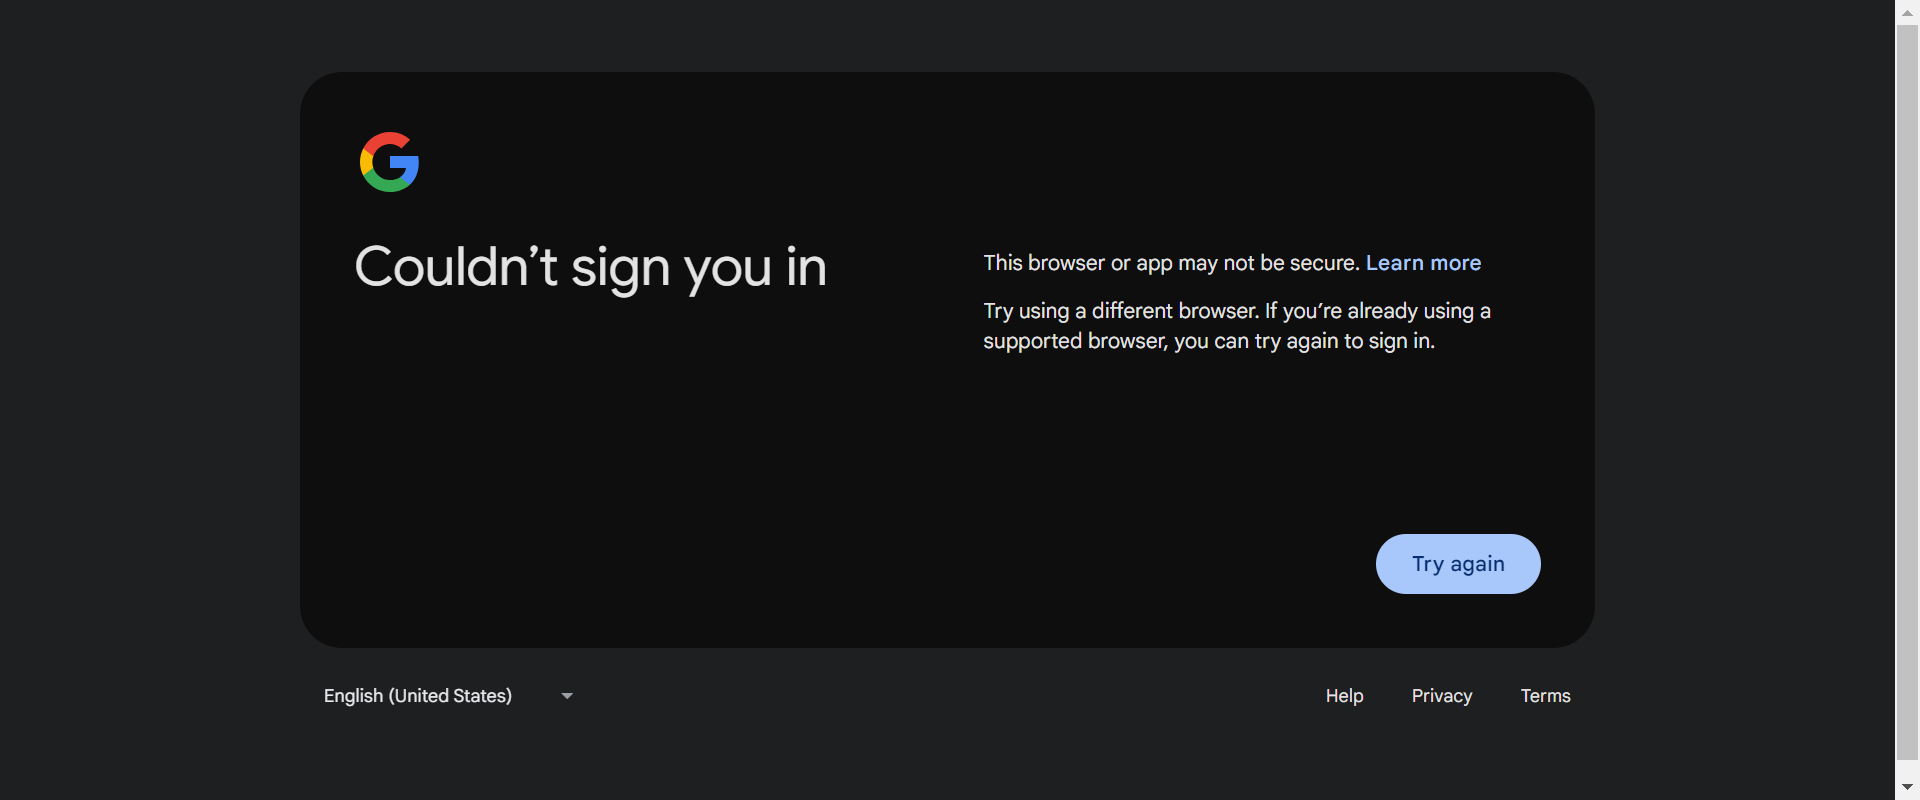 Couldn’t sign you in
This browser or app may not be secure. Learn more
Try using a different browser. If you’re already using a
supported browser, you can try again to sign in.
Try again
English (United States)
Help Privacy Terms